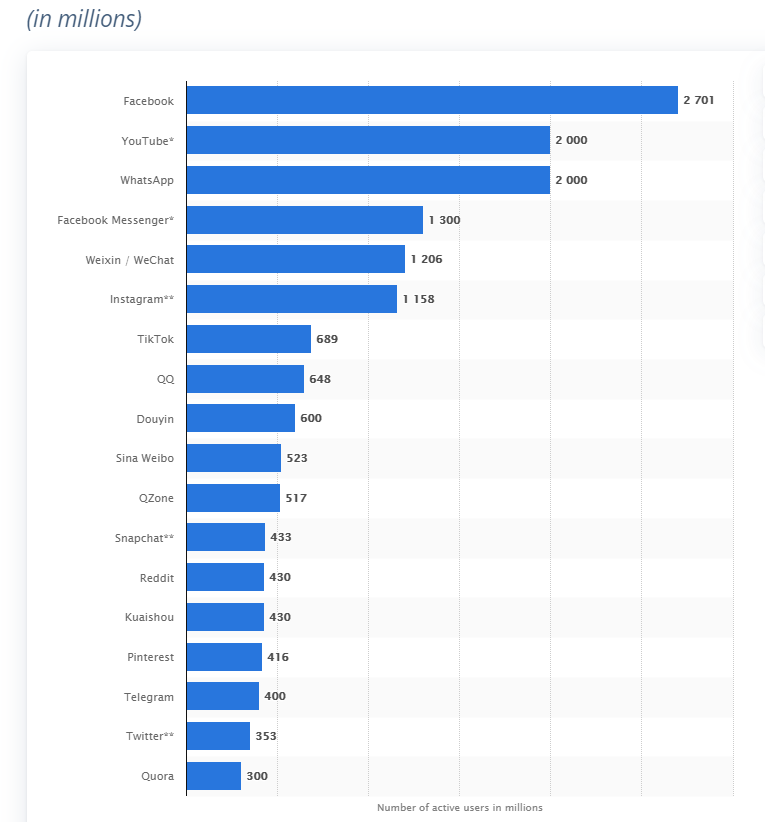 (in millions)
Facebook 2 701
YouTube* 2 000
WhatsApp 2 000
Facebook Messenger* 1 300
Weixin / WeChat 1 206
Instagram** 1 158
TikTok 689
QQ 648
Douyin 600
Sina Weibo 523
QZone 517
Snapchat** 433
Reddit 430
Kuaishou 430
Pinterest 416
Telegram 400
Twitter** 353
Quora 300
Number of active users in millions